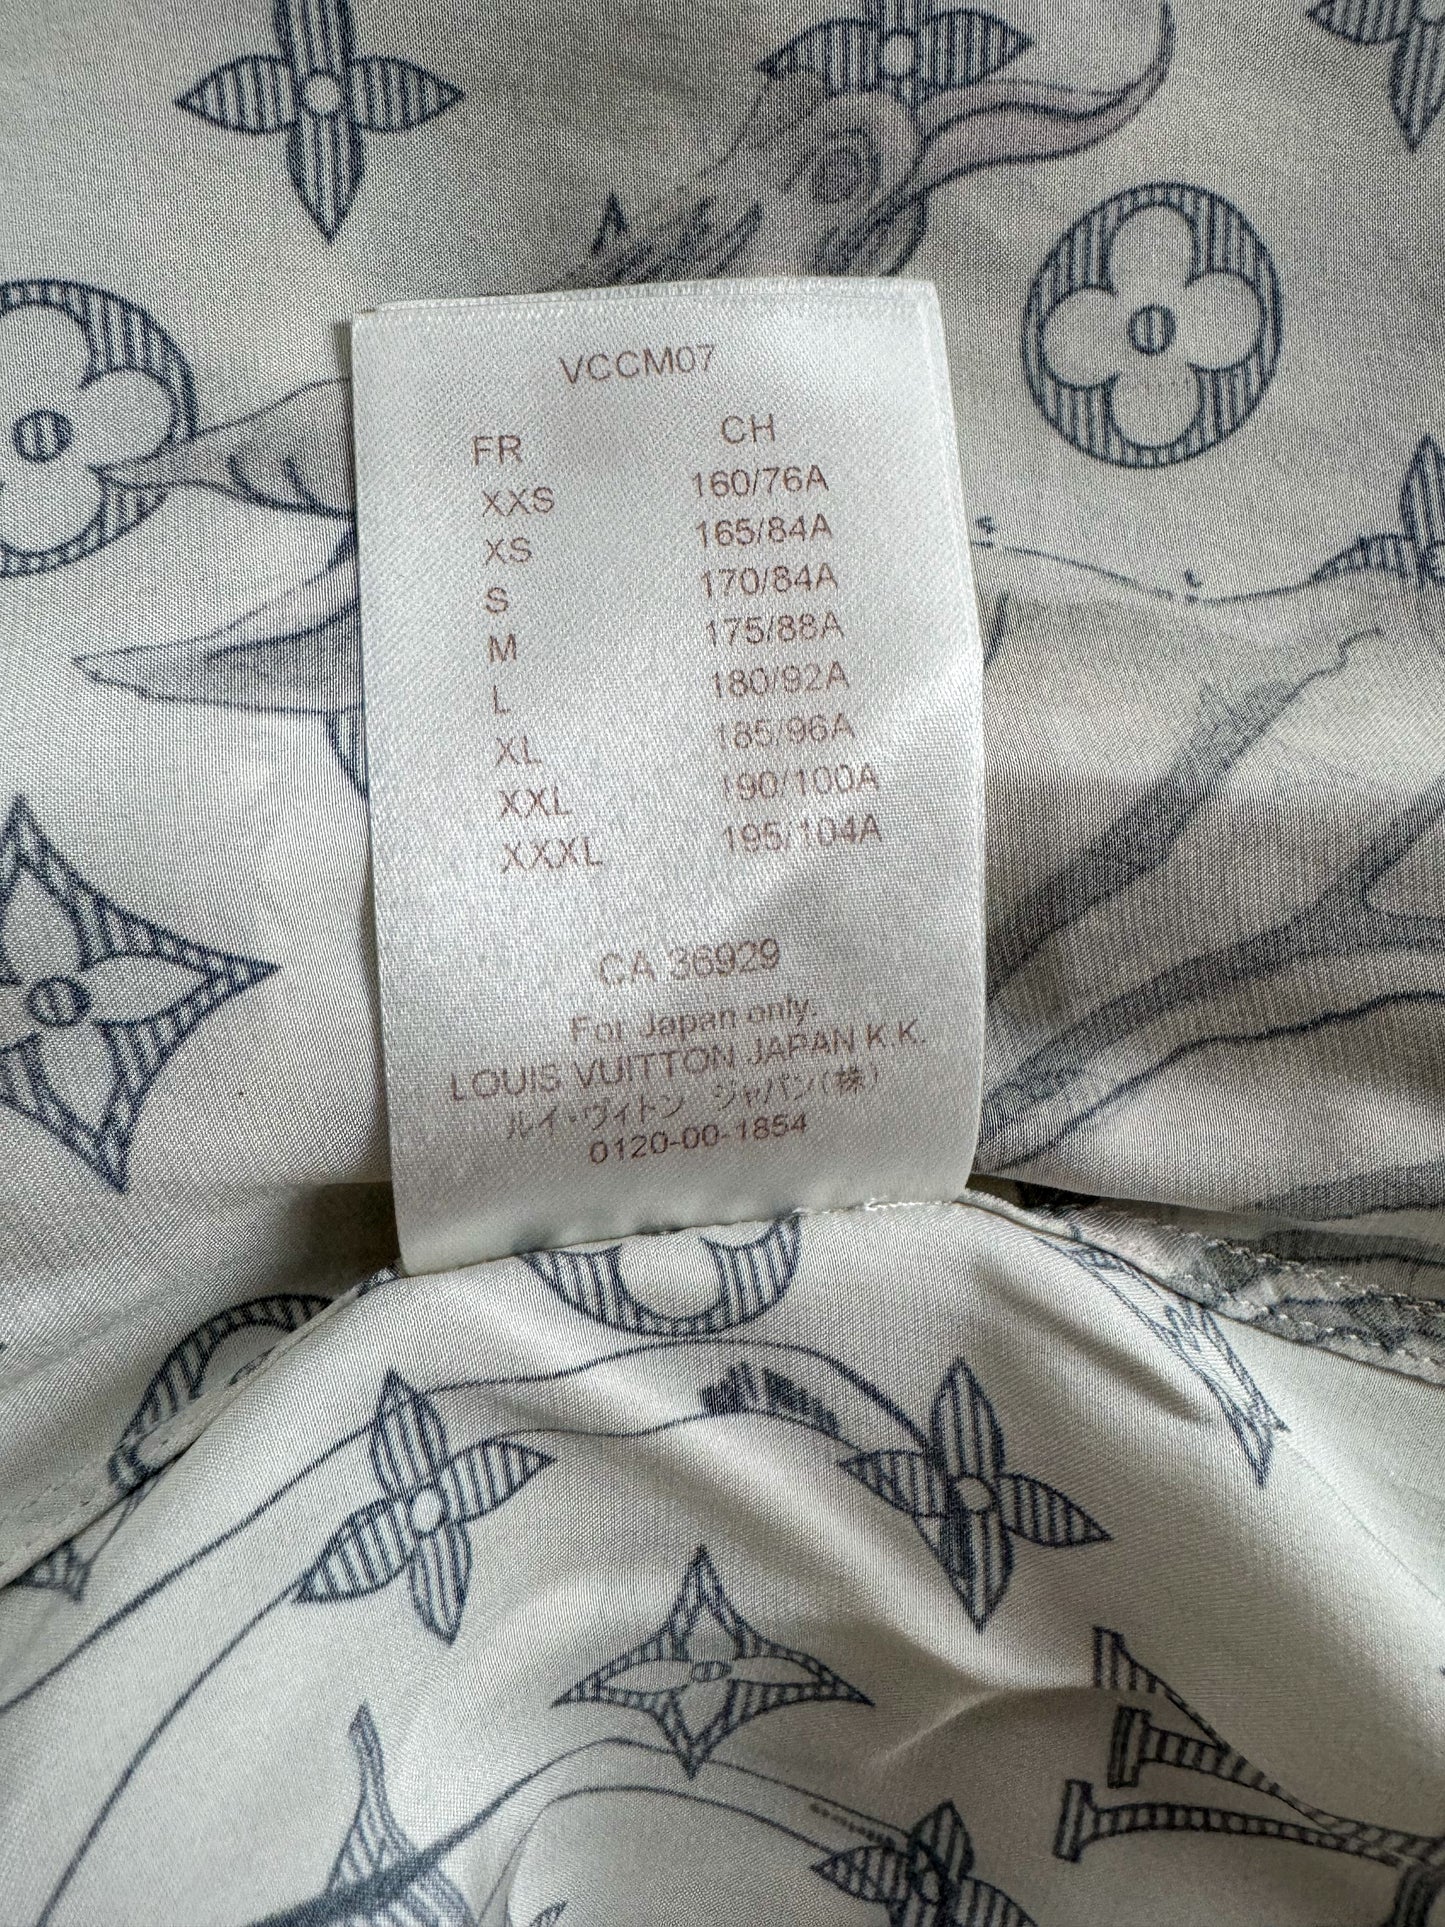 VCCM07
FR CH
XXS 160/76A
XS 165/84A
S 170/84A
M 175/88A
L 180/92A
XL 185/96A
XXL 190/100A
XXXL 195/104A
CA 36929
For Japan only.
LOUIS VUITTON JAPAN K.K.
ルイ・ヴィトン ジャパン(株)
0120-00-1854